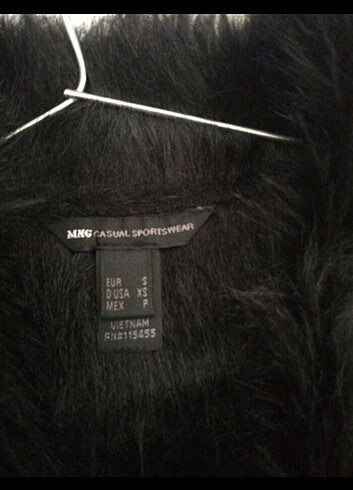 MNG CASUAL SPORTSWEAR
EUR S
D·USA XS
MEX P
VIETNAM
RN#115455